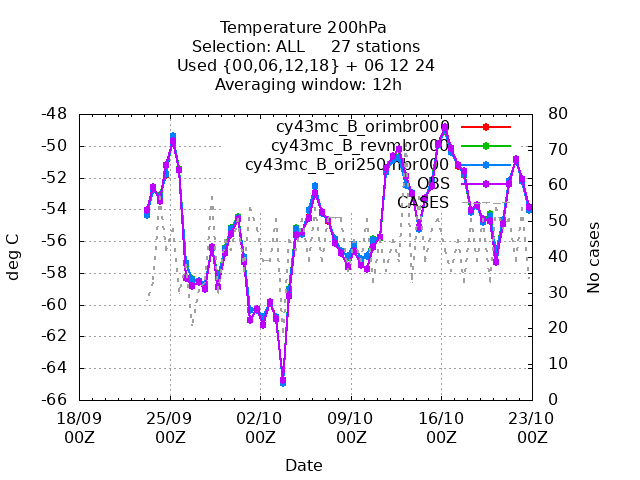 Temperature 200hPa
Selection: ALL     27 stations
Used {00,06,12,18} + 06 12 24
Averaging window: 12h
cy43mc_B_orimbr000
cy43mc_B_revmbr000
cy43mc_B_ori250mbr000
OBS
CASES
-48
-50
-52
-54
-56
-58
-60
-62
-64
-66
80
70
60
50
40
30
20
10
0
deg C
No cases
18/09 25/09 02/10 09/10 16/10 23/10
00Z 00Z 00Z 00Z 00Z 00Z
Date